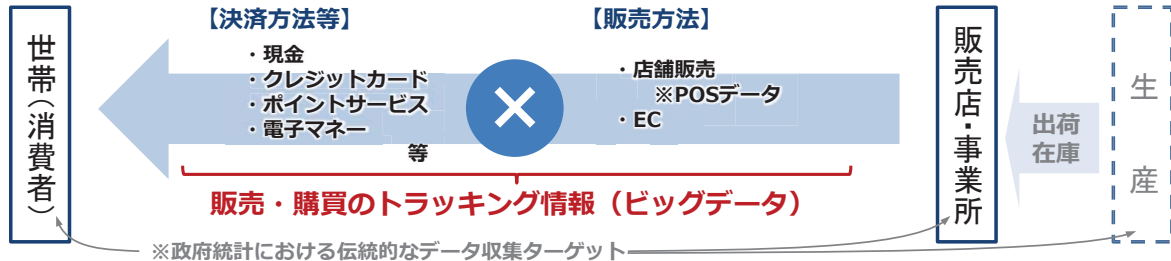 【決済方法等】
【販売方法】
世帯(消費者)
・現金
・クレジットカード
・ポイントサービス
・電子マネー
等
×
・店舗販売
※POSデータ
・EC
販売店・事業所
出荷
在庫
生産
販売・購買のトラッキング情報(ビッグデータ)
※政府統計における伝統的なデータ収集ターゲット